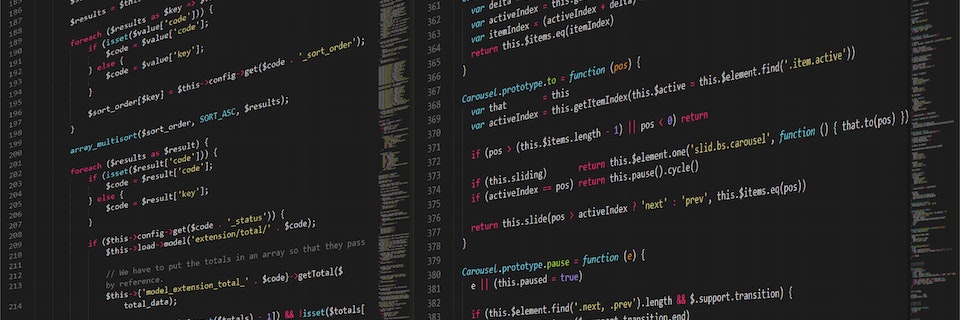 185
186
187 $results = $this
188
189 foreach ($results as $key =>
190 if (isset($value['code'])) {
191 $code = $value['code'];
192 } else {
193 $code = $value['key'];
194 }
195
196 $sort_order[$key] = $this->config->get($code . '_sort_order');
197 }
198
199 array_multisort($sort_order, SORT_ASC, $results);
200
201 foreach ($results as $result) {
202 if (isset($result['code'])) {
203 $code = $result['code'];
204 } else {
205 $code = $result['key'];
206 }
207
208
209 if ($this->config->get($code . '_status')) {
210 $this->load->model('extension/total/' . $code);
211
212 // We have to put the totals in an array so that they pass
by reference.
213 $this->{'model_extension_total_' . $code}->getTotal($
total_data);
214
totals) - 1]) && !isset($totals[
361 var delta
362 var activeIndex = this.
363 var itemIndex = (activeIndex + delta)
364 return this.$items.eq(itemIndex)
365 }
366
367 Carousel.prototype.to = function (pos) {
368 var that = this
369 var activeIndex = this.getItemIndex(this.$active = this.$element.find('.item.active'))
370
371 if (pos > (this.$items.length - 1) || pos < 0) return
372
373 if (this.sliding) return this.$element.one('slid.bs.carousel', function () { that.to(pos) })
374 if (activeIndex == pos) return this.pause().cycle()
375
376 return this.slide(pos > activeIndex ? 'next' : 'prev', this.$items.eq(pos))
377 }
378
379 Carousel.prototype.pause = function (e) {
380 e || (this.paused = true)
381
382 if (this.$element.find('.next, .prev').length && $.support.transition) {
383 support.transition.end)